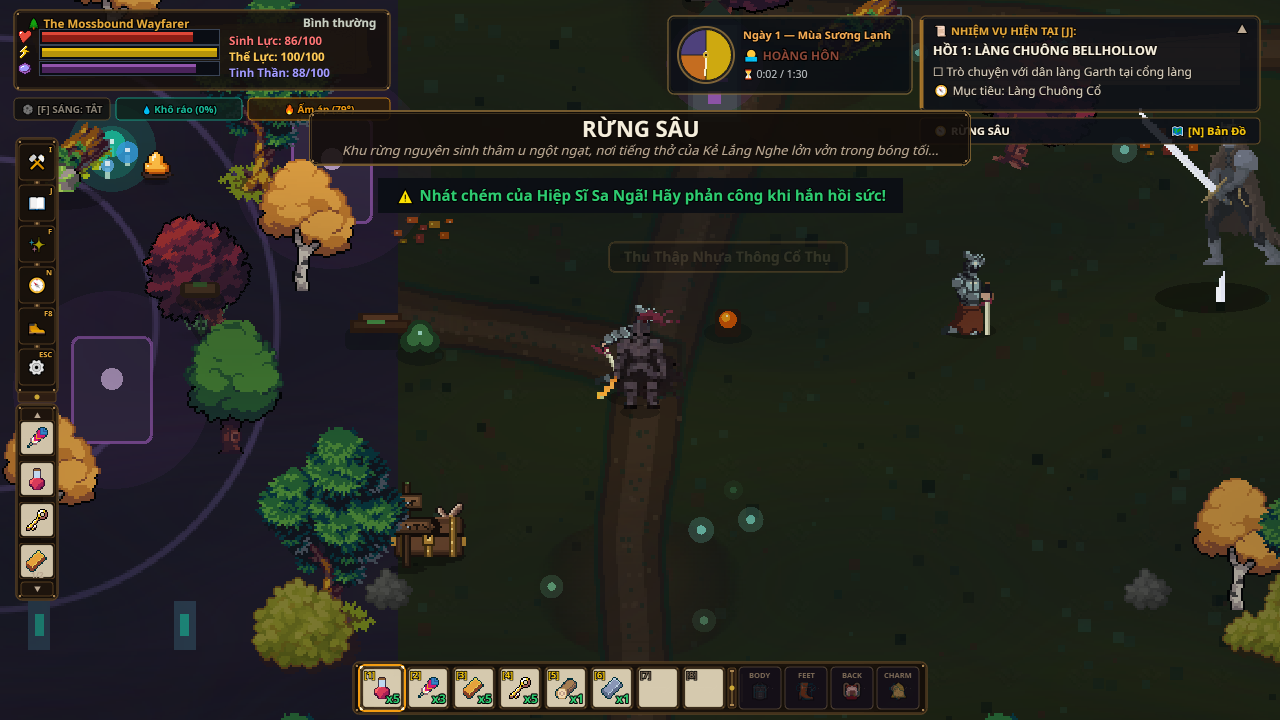 The Mossbound Wayfarer
Bình thường
Sinh Lực: 86/100
Thể Lực: 100/100
Tinh Thần: 88/100
[F] SÁNG: TẮT
Khô ráo (0%)
Ấm áp (79°)
Ngày 1 — Mùa Sương Lạnh
HOÀNG HÔN
0:02 / 1:30
NHIỆM VỤ HIỆN TẠI [J]:
HỒI 1: LÀNG CHUÔNG BELLHOLLOW
Trò chuyện với dân làng Garth tại cổng làng
Mục tiêu: Làng Chuông Cổ
RỪNG SÂU
[N] Bản Đồ
RỪNG SÂU
Khu rừng nguyên sinh thâm u ngột ngạt, nơi tiếng thở của Kẻ Lắng Nghe lởn vởn trong bóng tối...
Nhát chém của Hiệp Sĩ Sa Ngã! Hãy phản công khi hắn hồi sức!
Thu Thập Nhựa Thông Cổ Thụ
I
J
F
N
F8
ESC
[1] x5
[2] x3
[3] x5
[4] x5
[5] x1
[6] x1
[7]
[8]
BODY
FEET
BACK
CHARM